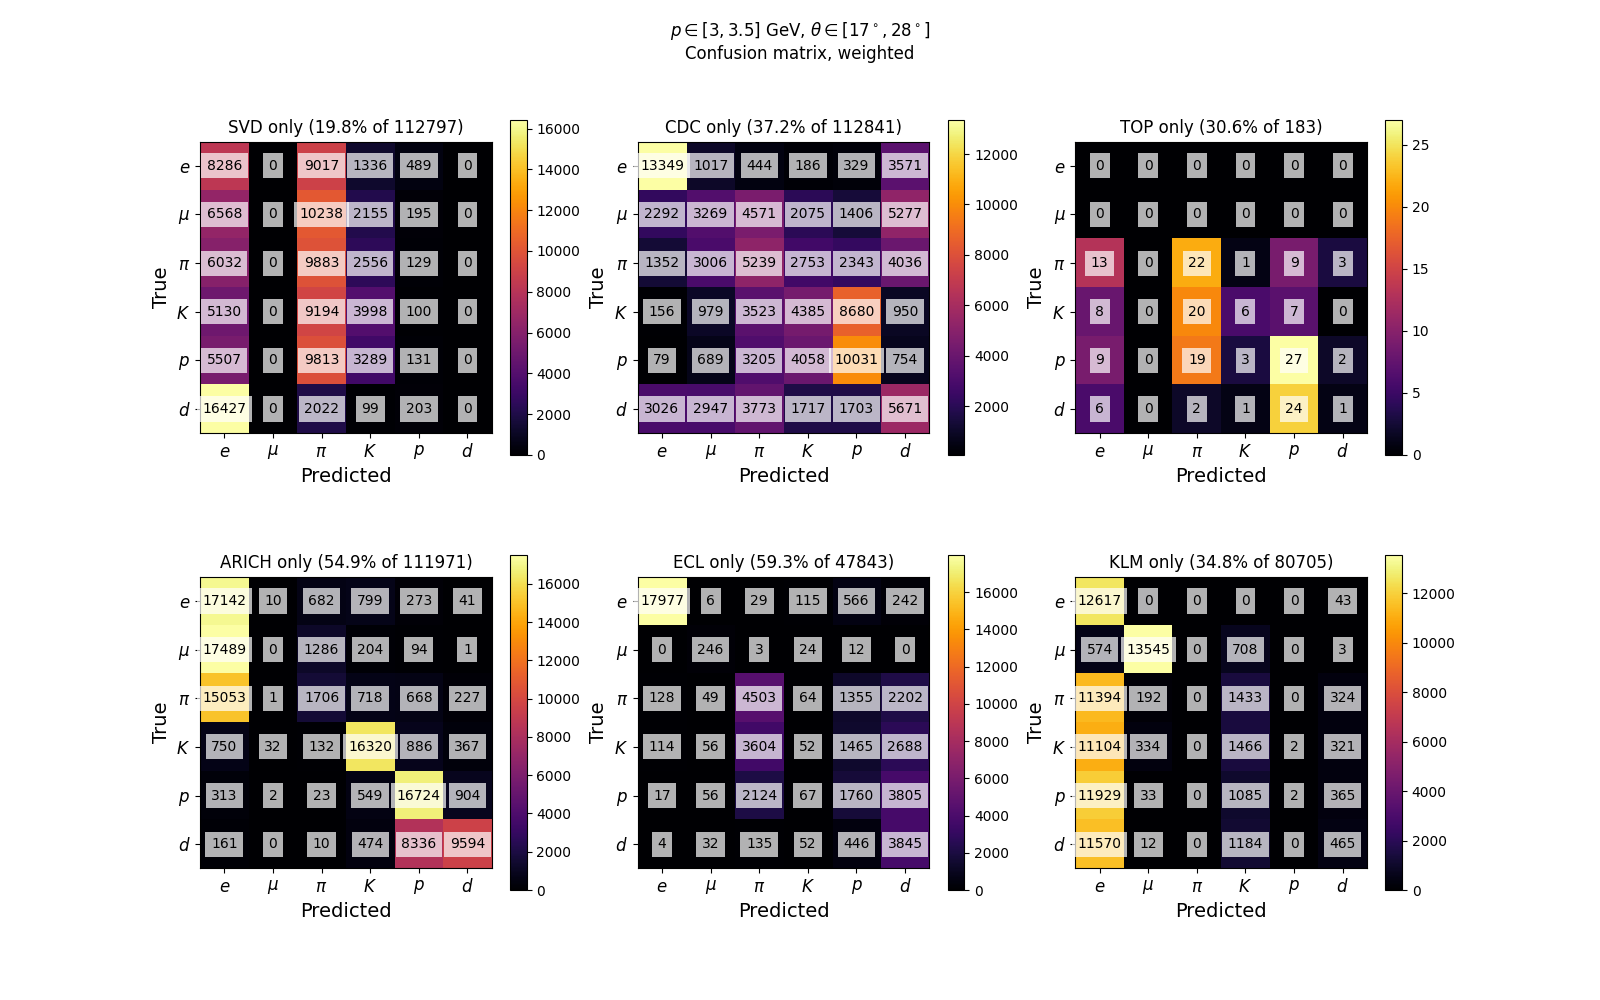 p ∈ [3, 3.5] GeV, θ ∈ [17°, 28°]
Confusion matrix, weighted
SVD only (19.8% of 112797)
True
e 8286 0 9017 1336 489 0
μ 6568 0 10238 2155 195 0
π 6032 0 9883 2556 129 0
K 5130 0 9194 3998 100 0
p 5507 0 9813 3289 131 0
d 16427 0 2022 99 203 0
e μ π K p d
Predicted
16000
14000
12000
10000
8000
6000
4000
2000
0
CDC only (37.2% of 112841)
True
13349 1017 444 186 329 3571
e
μ 2292 3269 4571 2075 1406 5277
π 1352 3006 5239 2753 2343 4036
K 156 979 3523 4385 8680 950
p 79 689 3205 4058 10031 754
d 3026 2947 3773 1717 1703 5671
e μ π K p d
Predicted
12000
10000
8000
6000
4000
2000
TOP only (30.6% of 183)
True
e 0 0 0 0 0 0
μ 0 0 0 0 0 0
π 13 0 22 1 9 3
K 8 0 20 6 7 0
p 9 0 19 3 27 2
d 6 0 2 1 24 1
e μ π K p d
Predicted
25
20
15
10
5
0
ARICH only (54.9% of 111971)
True
e 17142 10 682 799 273 41
μ 17489 0 1286 204 94 1
π 15053 1 1706 718 668 227
K 750 32 132 16320 886 367
p 313 2 23 549 16724 904
d 161 0 10 474 8336 9594
e μ π K p d
Predicted
16000
14000
12000
10000
8000
6000
4000
2000
0
ECL only (59.3% of 47843)
True
e 17977 6 29 115 566 242
μ 0 246 3 24 12 0
π 128 49 4503 64 1355 2202
K 114 56 3604 52 1465 2688
p 17 56 2124 67 1760 3805
d 4 32 135 52 446 3845
e μ π K p d
Predicted
16000
14000
12000
10000
8000
6000
4000
2000
0
KLM only (34.8% of 80705)
True
e 12617 0 0 0 0 43
μ 574 13545 0 708 0 3
π 11394 192 0 1433 0 324
K 11104 334 0 1466 2 321
p 11929 33 0 1085 2 365
d 11570 12 0 1184 0 465
e μ π K p d
Predicted
12000
10000
8000
6000
4000
2000
0